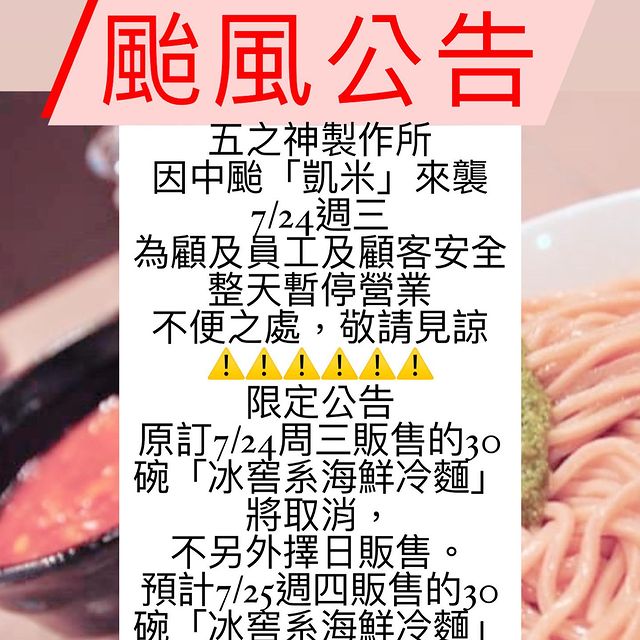 颱風公告
五之神製作所
因中颱「凱米」來襲
7/24週三
為顧及員工及顧客安全
整天暫停營業
不便之處，敬請見諒
⚠️⚠️⚠️⚠️⚠️⚠️
限定公告
原訂7/24周三販售的30
碗「冰窖系海鮮冷麵」
將取消，
不另外擇日販售。
預計7/25週四販售的30
碗「冰窖系海鮮冷麵」